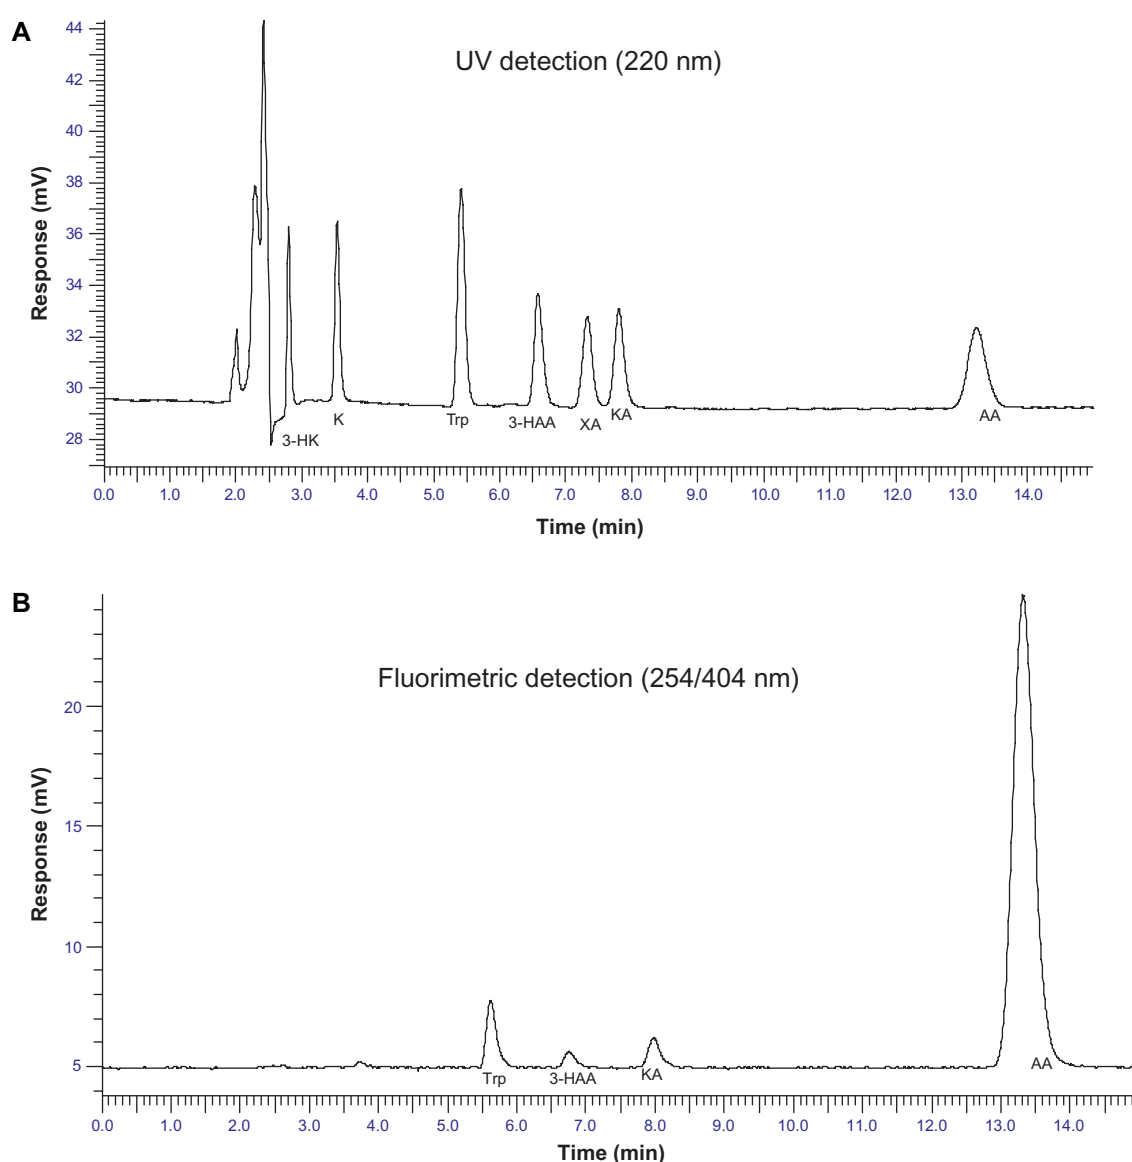 A
UV detection (220 nm)
Response (mV)
44
42
40
38
36
34
32
30
28
3-HK
K
Trp
3-HAA
XA
KA
AA
0.0 1.0 2.0 3.0 4.0 5.0 6.0 7.0 8.0 9.0 10.0 11.0 12.0 13.0 14.0
Time (min)
B
Fluorimetric detection (254/404 nm)
Response (mV)
20
15
10
5
Trp
3-HAA
KA
AA
0.0 1.0 2.0 3.0 4.0 5.0 6.0 7.0 8.0 9.0 10.0 11.0 12.0 13.0 14.0
Time (min)